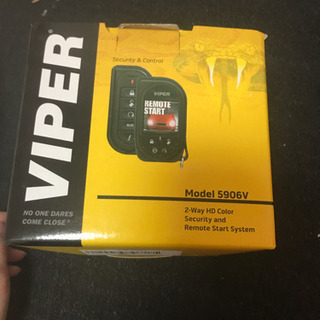 VIPER
NO ONE DARES
COME CLOSE®
Security & Control
VIPER
REMOTE
START
Model 5906V
2-Way HD Color
Security and
Remote Start System